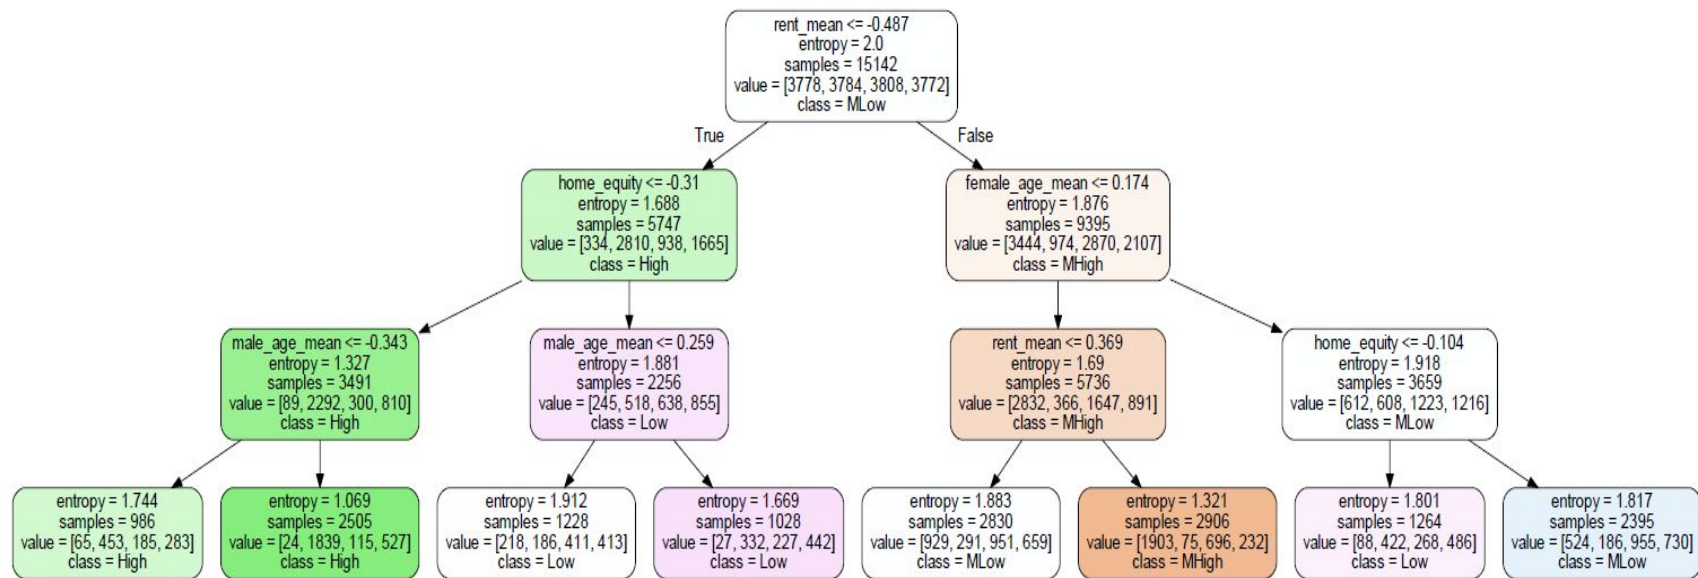 rent_mean <= -0.487
entropy = 2.0
samples = 15142
value = [3778, 3784, 3808, 3772]
class = MLow
True
False
home_equity <= -0.31
entropy = 1.688
samples = 5747
value = [334, 2810, 938, 1665]
class = High
female_age_mean <= 0.174
entropy = 1.876
samples = 9395
value = [3444, 974, 2870, 2107]
class = MHigh
male_age_mean <= -0.343
entropy = 1.327
samples = 3491
value = [89, 2292, 300, 810]
class = High
male_age_mean <= 0.259
entropy = 1.881
samples = 2256
value = [245, 518, 638, 855]
class = Low
rent_mean <= 0.369
entropy = 1.69
samples = 5736
value = [2832, 366, 1647, 891]
class = MHigh
home_equity <= -0.104
entropy = 1.918
samples = 3659
value = [612, 608, 1223, 1216]
class = MLow
entropy = 1.744
samples = 986
value = [65, 453, 185, 283]
class = High
entropy = 1.069
samples = 2505
value = [24, 1839, 115, 527]
class = High
entropy = 1.912
samples = 1228
value = [218, 186, 411, 413]
class = Low
entropy = 1.669
samples = 1028
value = [27, 332, 227, 442]
class = Low
entropy = 1.883
samples = 2830
value = [929, 291, 951, 659]
class = MLow
entropy = 1.321
samples = 2906
value = [1903, 75, 696, 232]
class = MHigh
entropy = 1.801
samples = 1264
value = [88, 422, 268, 486]
class = Low
entropy = 1.817
samples = 2395
value = [524, 186, 955, 730]
class = MLow